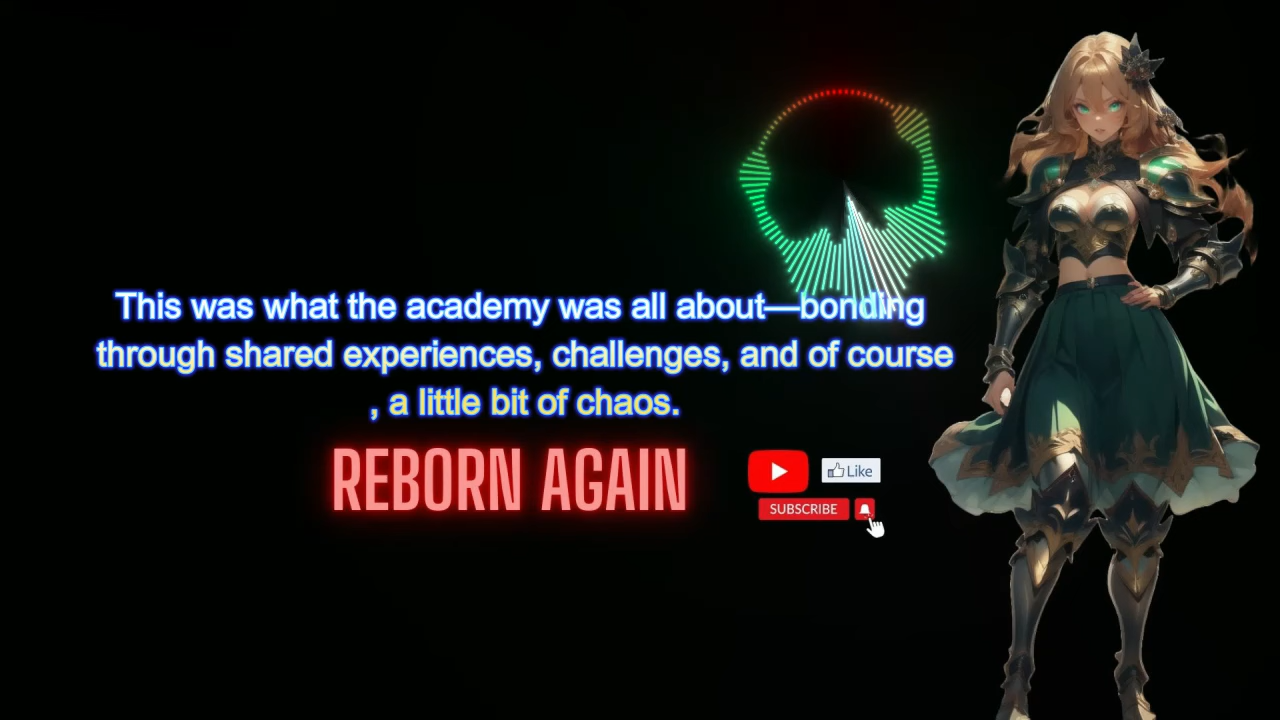 This was what the academy was all about—bonding
through shared experiences, challenges, and of course
, a little bit of chaos.
REBORN AGAIN
Like
SUBSCRIBE